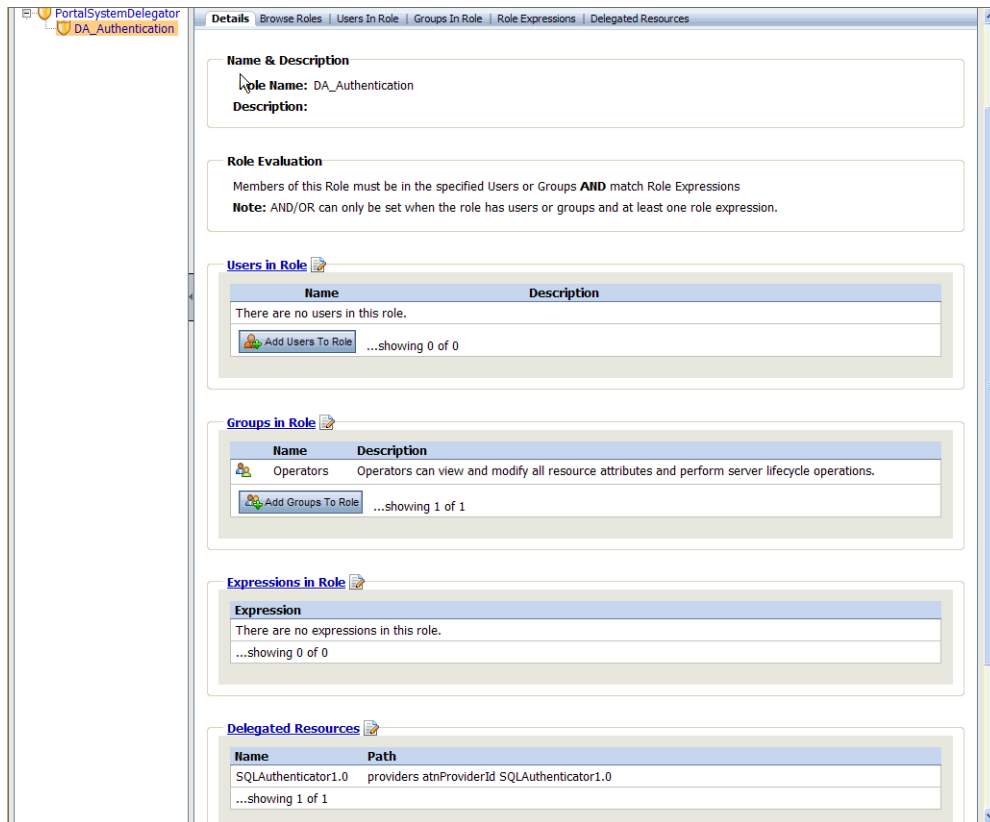 PortalSystemDelegator
DA_Authentication
Details | Browse Roles | Users In Role | Groups In Role | Role Expressions | Delegated Resources
Name & Description
Role Name: DA_Authentication
Description:
Role Evaluation
Members of this Role must be in the specified Users or Groups AND match Role Expressions
Note: AND/OR can only be set when the role has users or groups and at least one role expression.
Users in Role
Name Description
There are no users in this role.
Add Users To Role ...showing 0 of 0
Groups in Role
Name Description
Operators Operators can view and modify all resource attributes and perform server lifecycle operations.
Add Groups To Role ...showing 1 of 1
Expressions in Role
Expression
There are no expressions in this role.
...showing 0 of 0
Delegated Resources
Name Path
SQLAuthenticator1.0 providers atnProviderId SQLAuthenticator1.0
...showing 1 of 1